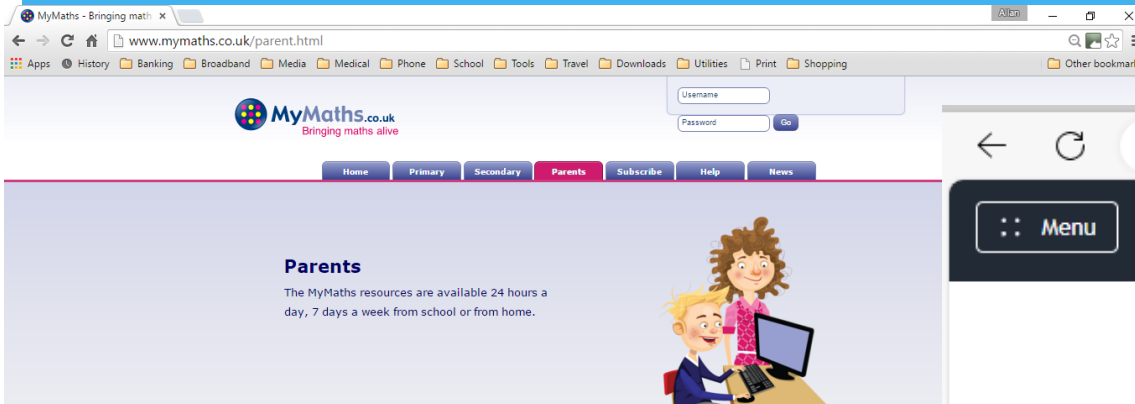 MyMaths - Bringing math
Allan
www.mymaths.co.uk/parent.html
Apps History Banking Broadband Media Medical Phone School Tools Travel Downloads Utilities Print Shopping Other bookmar
MyMaths.co.uk
Bringing maths alive
Username
Password Go
Home Primary Secondary Parents Subscribe Help News
Menu
Parents
The MyMaths resources are available 24 hours a
day, 7 days a week from school or from home.